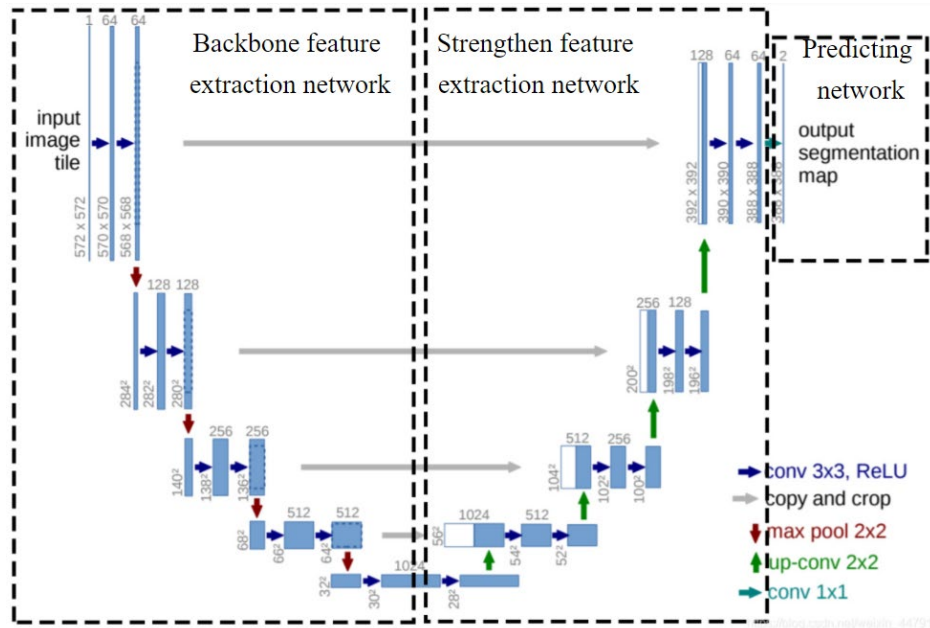 Backbone feature
extraction network
Strengthen feature
extraction network
Predicting
network
1 64 64
input
image
tile
572 x 572
570 x 570
568 x 568
128 64 64 2
output
segmentation
map
392 x 392
390 x 390
388 x 388
388 x 388
128 128
284²
282²
280²
256 128
200²
198²
196²
256 256
140²
138²
136²
512 256
104²
102²
100²
512 512
68²
66²
64²
1024 512
56²
54²
52²
1024
32²
30²
28²
conv 3x3, ReLU
copy and crop
max pool 2x2
up-conv 2x2
conv 1x1